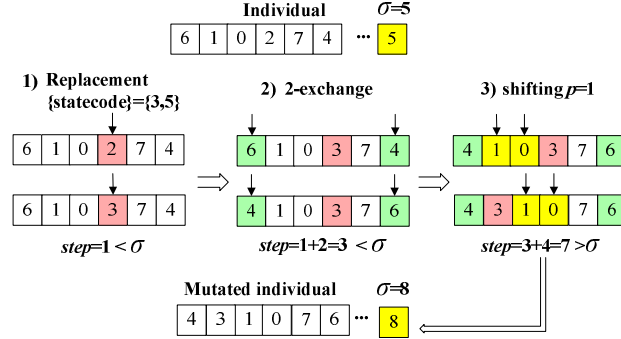 Individual σ=5
6 1 0 2 7 4 ... 5
1) Replacement
{statecode}={3,5}
2) 2-exchange
3) shifting p=1
6 1 0 2 7 4
6 1 0 3 7 4
4 1 0 3 7 6
6 1 0 3 7 4
4 1 0 3 7 6
4 3 1 0 7 6
step=1 < σ
step=1+2=3 < σ
step=3+4=7 >σ
Mutated individual σ=8
4 3 1 0 7 6 ... 8